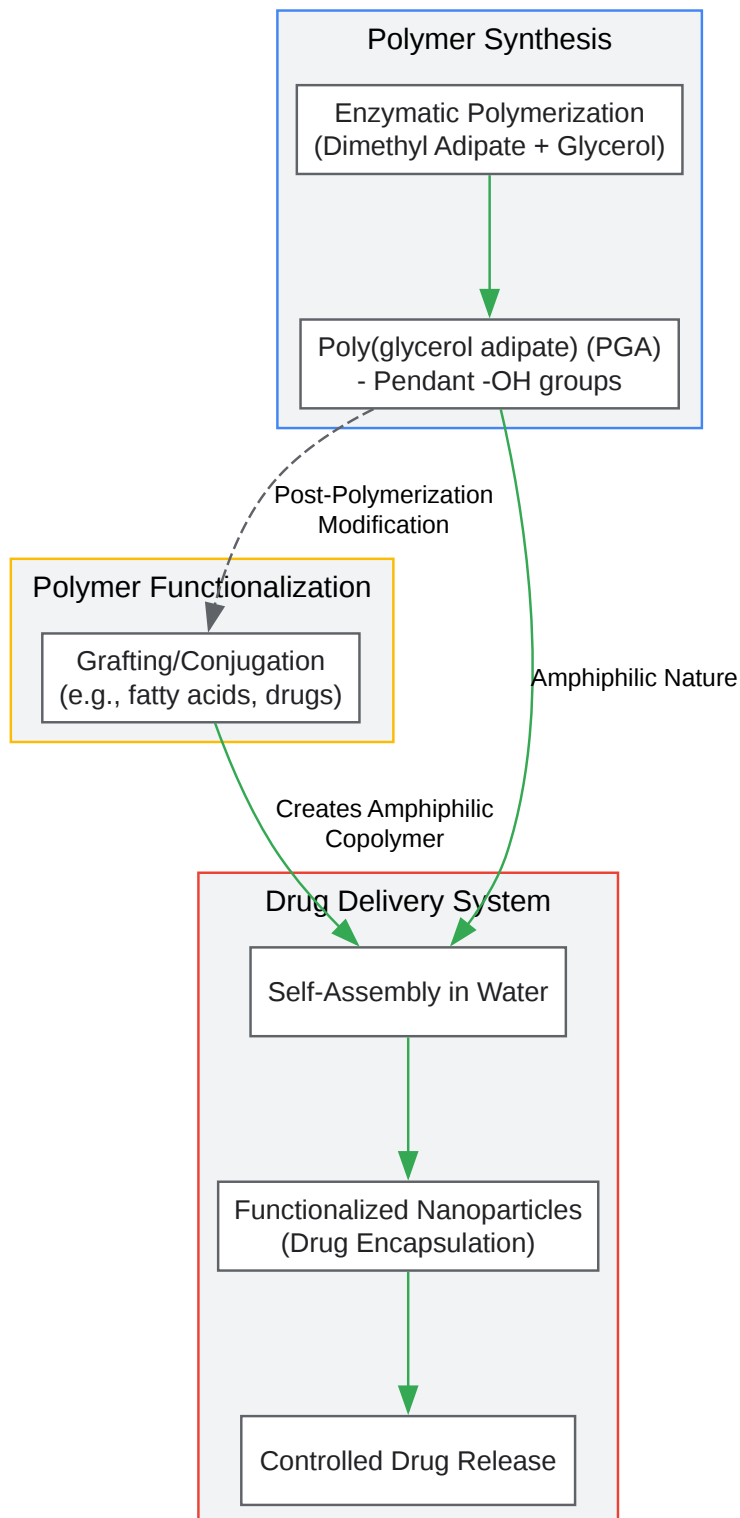 Polymer Synthesis
Enzymatic Polymerization
(Dimethyl Adipate + Glycerol)
Poly(glycerol adipate) (PGA)
- Pendant -OH groups
Post-Polymerization
Modification
Polymer Functionalization
Grafting/Conjugation
(e.g., fatty acids, drugs)
Amphiphilic Nature
Creates Amphiphilic
Copolymer
Drug Delivery System
Self-Assembly in Water
Functionalized Nanoparticles
(Drug Encapsulation)
Controlled Drug Release